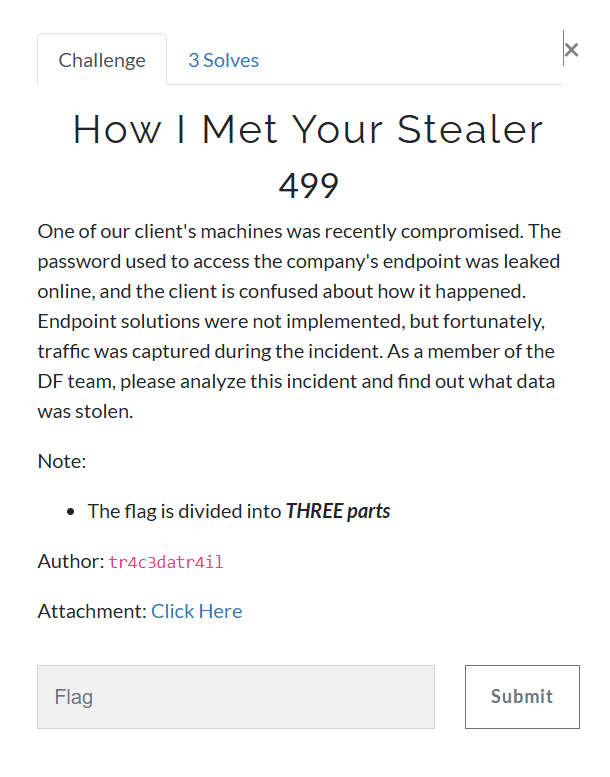 Challenge
3 Solves
×
How I Met Your Stealer
499
One of our client's machines was recently compromised. The
password used to access the company's endpoint was leaked
online, and the client is confused about how it happened.
Endpoint solutions were not implemented, but fortunately,
traffic was captured during the incident. As a member of the
DF team, please analyze this incident and find out what data
was stolen.
Note:
• The flag is divided into THREE parts
Author: tr4c3datr4il
Attachment: Click Here
Flag
Submit